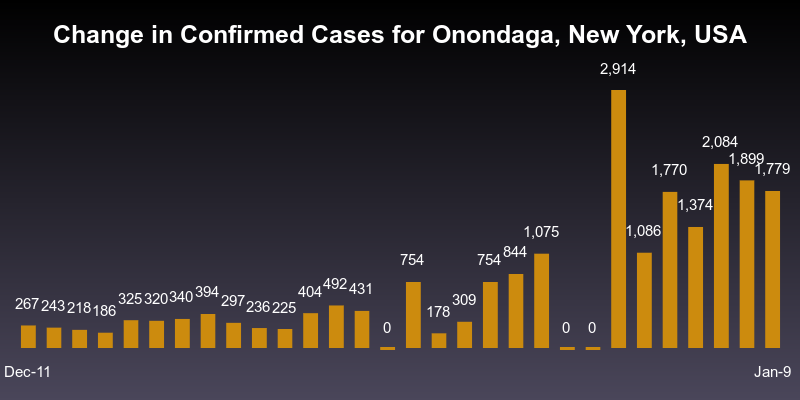 Change in Confirmed Cases for Onondaga, New York, USA
267 243 218 186 325 320 340 394 297 236 225 404 492 431 0 754 178 309 754 844 1,075 0 0 2,914 1,086 1,770 1,374 2,084 1,899 1,779
Dec-11 Jan-9